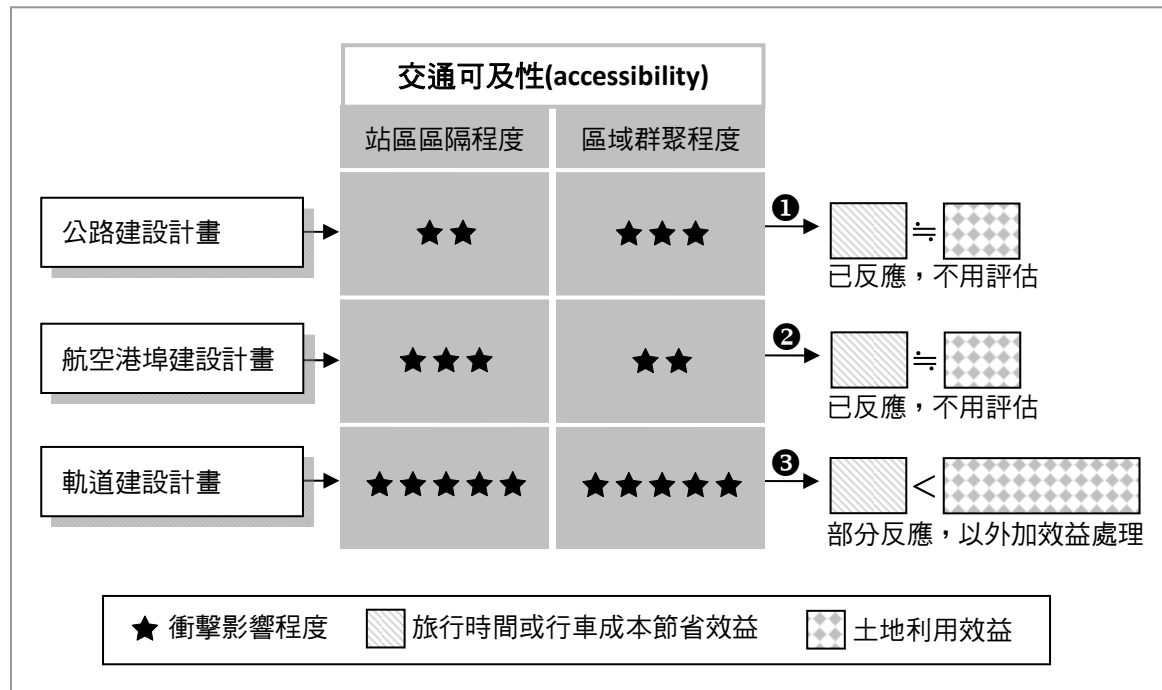 交通可及性(accessibility)
站區區隔程度 區域群聚程度
公路建設計畫 ★★ ★★★ ❶ ≒
已反應，不用評估
航空港埠建設計畫 ★★★ ★★ ❷ ≒
已反應，不用評估
軌道建設計畫 ★★★★★ ★★★★★ ❸ <
部分反應，以外加效益處理
★ 衝擊影響程度 旅行時間或行車成本節省效益 土地利用效益